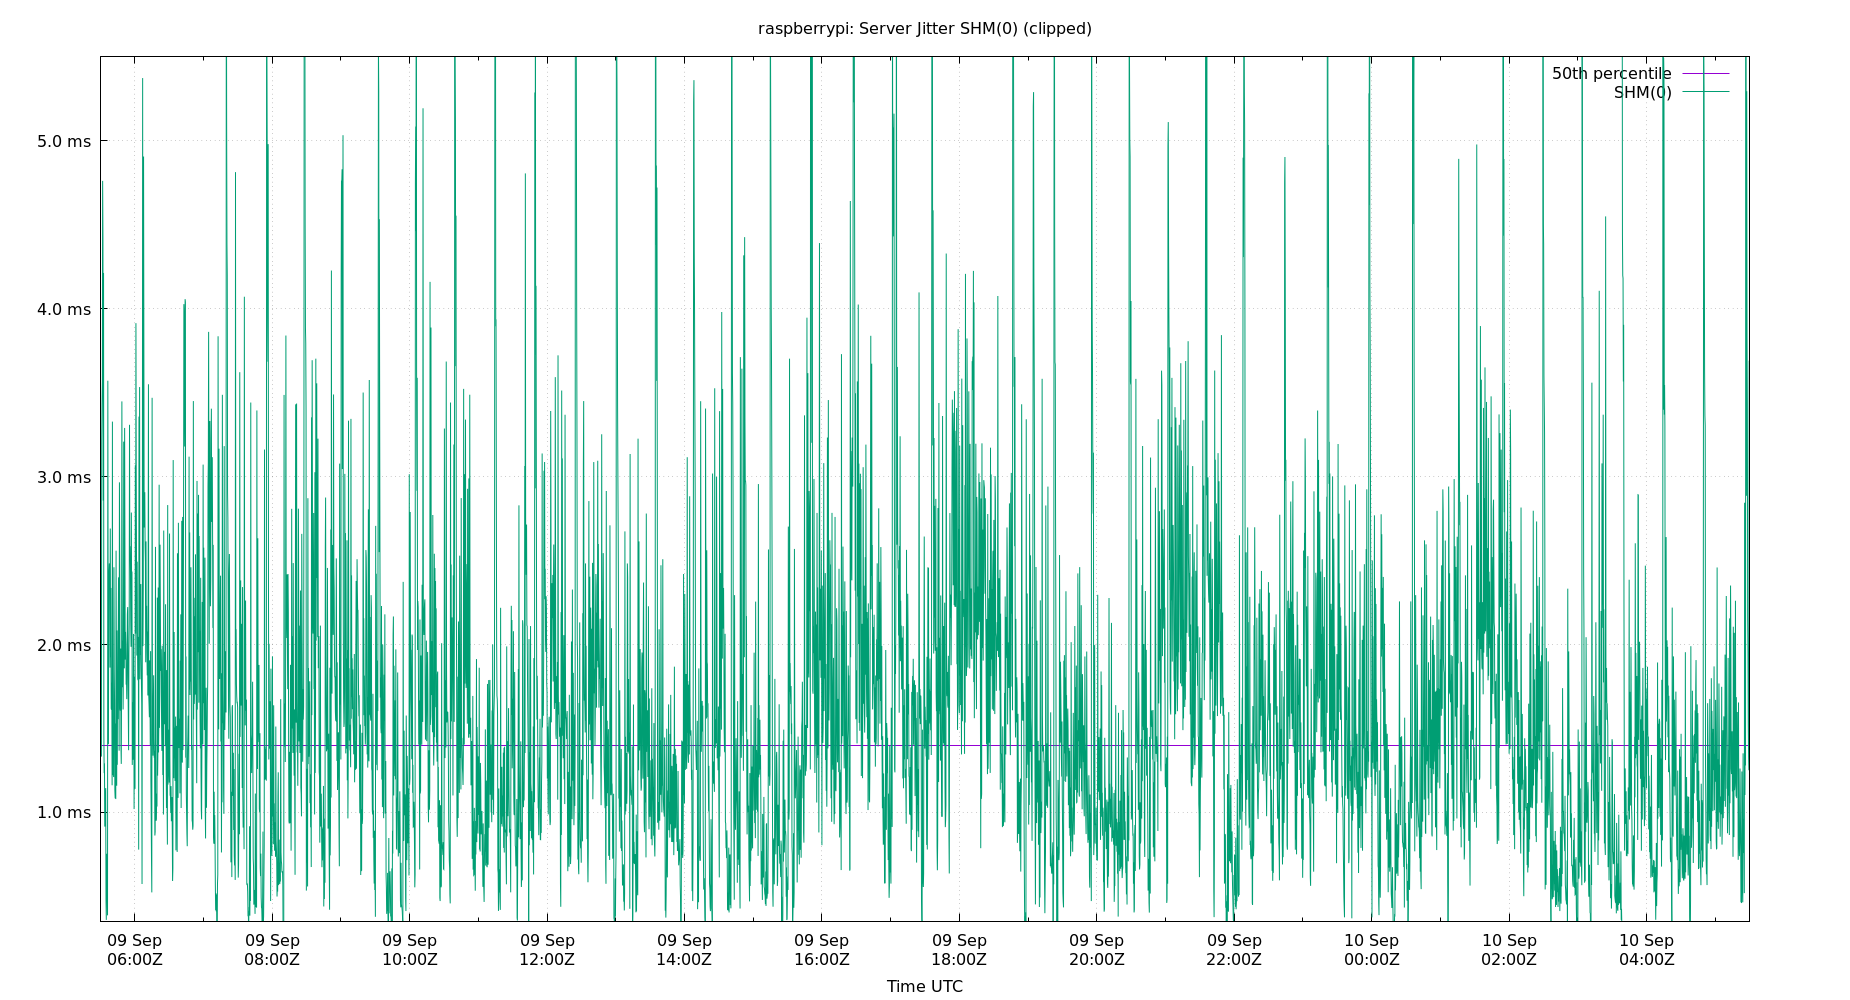 raspberrypi: Server Jitter SHM(0) (clipped)
50th percentile
SHM(0)
5.0 ms
4.0 ms
3.0 ms
2.0 ms
1.0 ms
09 Sep 09 Sep 09 Sep 09 Sep 09 Sep 09 Sep 09 Sep 09 Sep 09 Sep 10 Sep 10 Sep 10 Sep
06:00Z 08:00Z 10:00Z 12:00Z 14:00Z 16:00Z 18:00Z 20:00Z 22:00Z 00:00Z 02:00Z 04:00Z
Time UTC